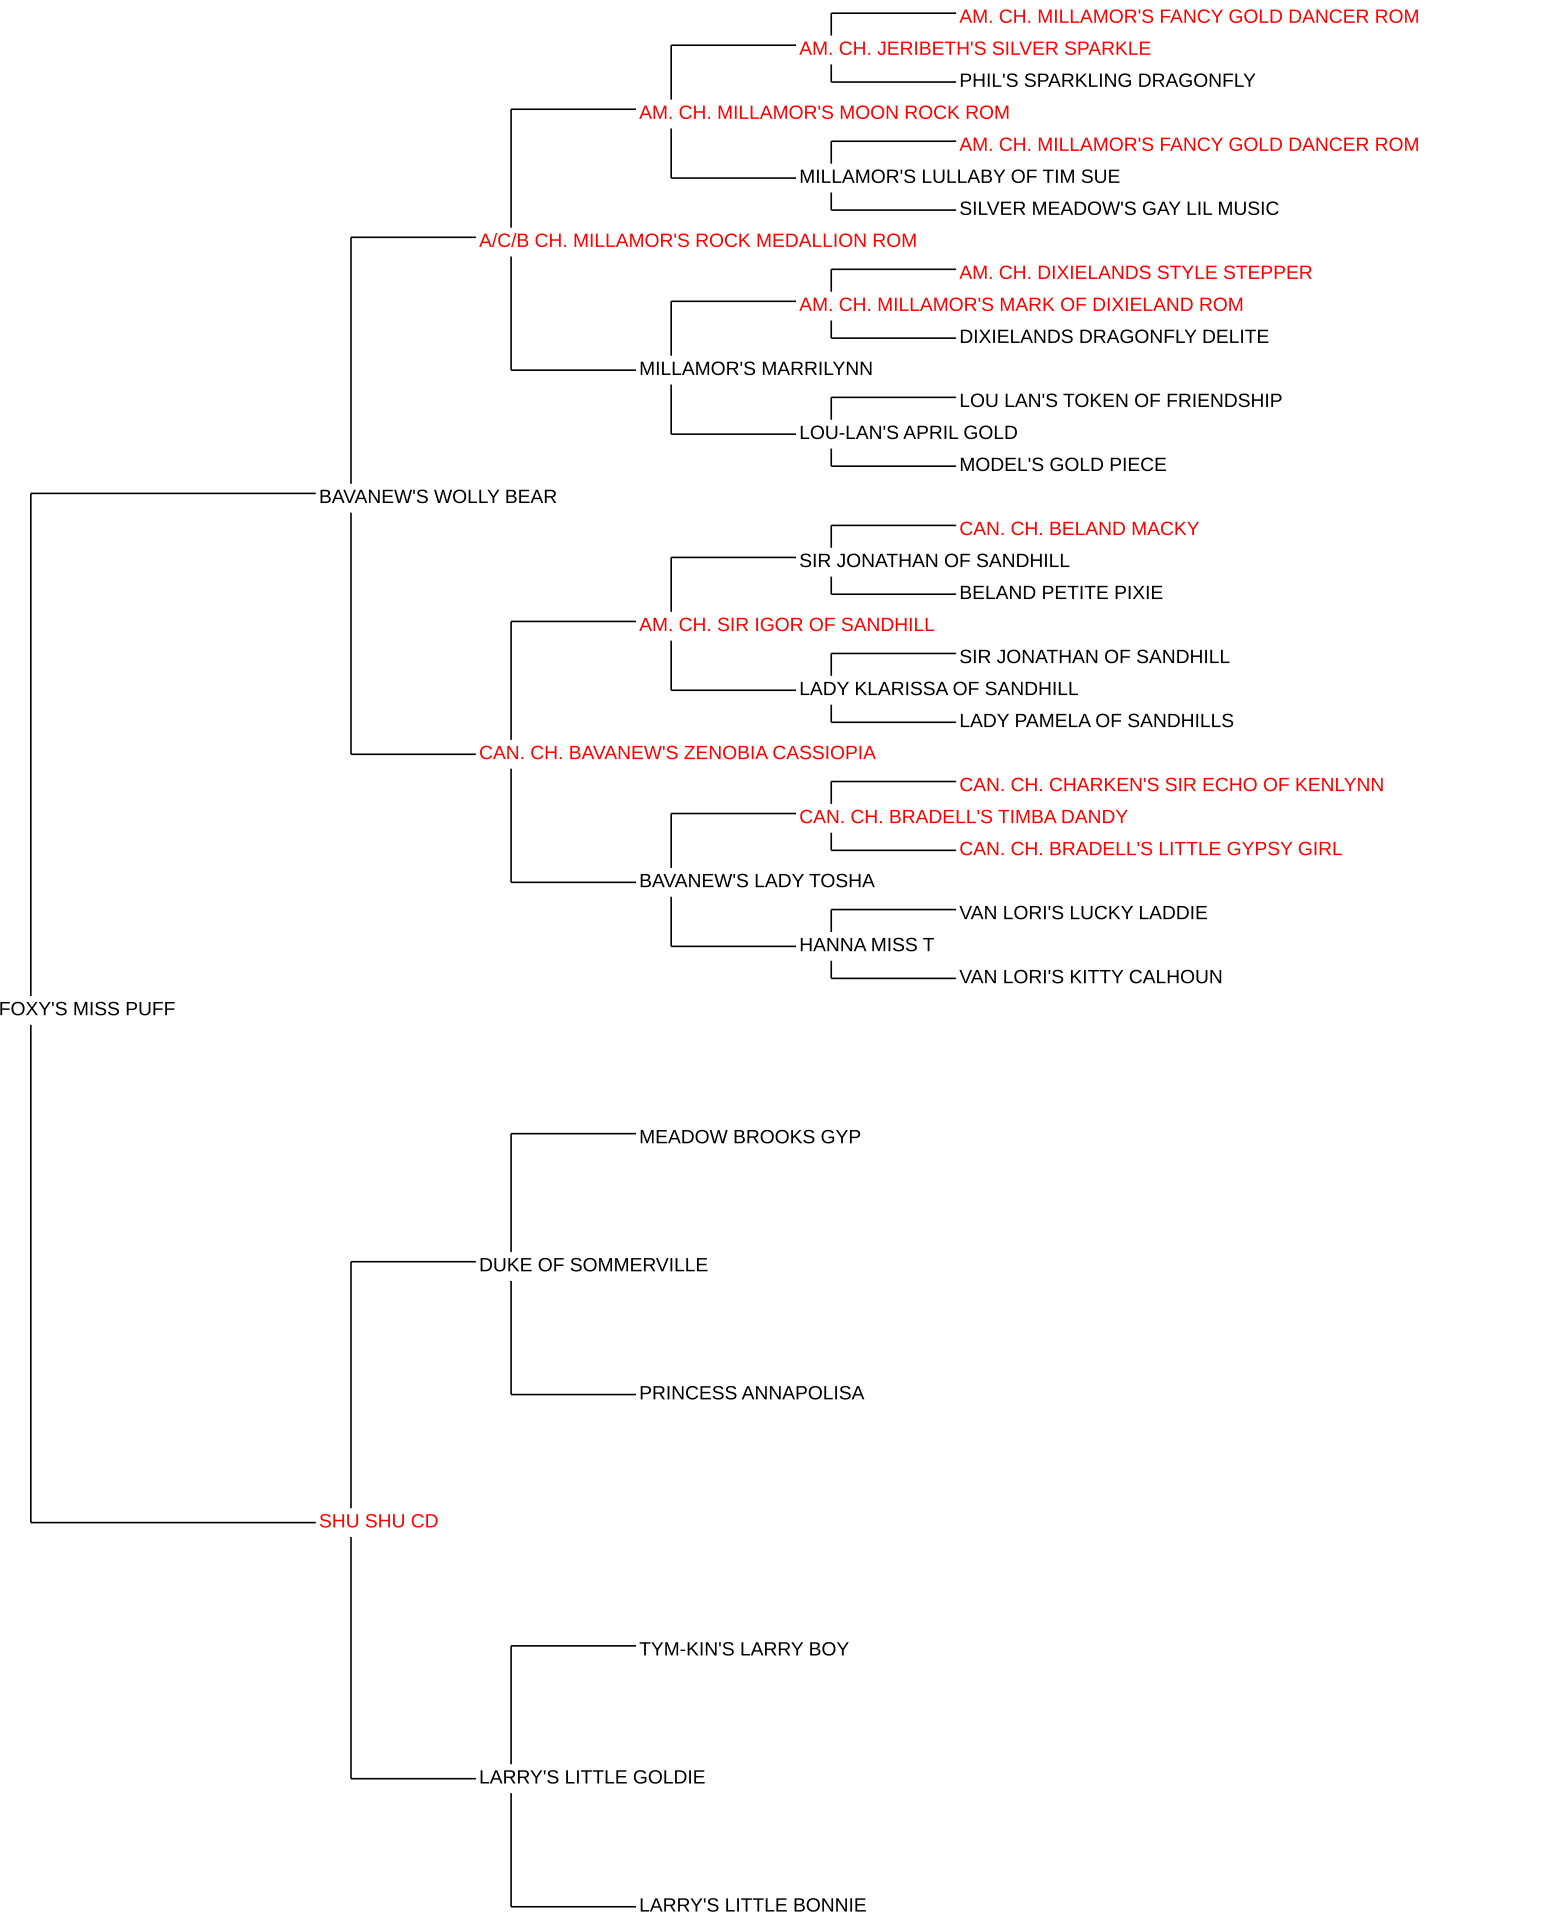 AM. CH. MILLAMOR'S FANCY GOLD DANCER ROM
AM. CH. JERIBETH'S SILVER SPARKLE
PHIL'S SPARKLING DRAGONFLY
AM. CH. MILLAMOR'S MOON ROCK ROM
AM. CH. MILLAMOR'S FANCY GOLD DANCER ROM
MILLAMOR'S LULLABY OF TIM SUE
SILVER MEADOW'S GAY LIL MUSIC
A/C/B CH. MILLAMOR'S ROCK MEDALLION ROM
AM. CH. DIXIELANDS STYLE STEPPER
AM. CH. MILLAMOR'S MARK OF DIXIELAND ROM
DIXIELANDS DRAGONFLY DELITE
MILLAMOR'S MARRILYNN
LOU LAN'S TOKEN OF FRIENDSHIP
LOU-LAN'S APRIL GOLD
MODEL'S GOLD PIECE
BAVANEW'S WOLLY BEAR
CAN. CH. BELAND MACKY
SIR JONATHAN OF SANDHILL
BELAND PETITE PIXIE
AM. CH. SIR IGOR OF SANDHILL
SIR JONATHAN OF SANDHILL
LADY KLARISSA OF SANDHILL
LADY PAMELA OF SANDHILLS
CAN. CH. BAVANEW'S ZENOBIA CASSIOPIA
CAN. CH. CHARKEN'S SIR ECHO OF KENLYNN
CAN. CH. BRADELL'S TIMBA DANDY
CAN. CH. BRADELL'S LITTLE GYPSY GIRL
BAVANEW'S LADY TOSHA
VAN LORI'S LUCKY LADDIE
HANNA MISS T
VAN LORI'S KITTY CALHOUN
FOXY'S MISS PUFF
MEADOW BROOKS GYP
DUKE OF SOMMERVILLE
PRINCESS ANNAPOLISA
SHU SHU CD
TYM-KIN'S LARRY BOY
LARRY'S LITTLE GOLDIE
LARRY'S LITTLE BONNIE